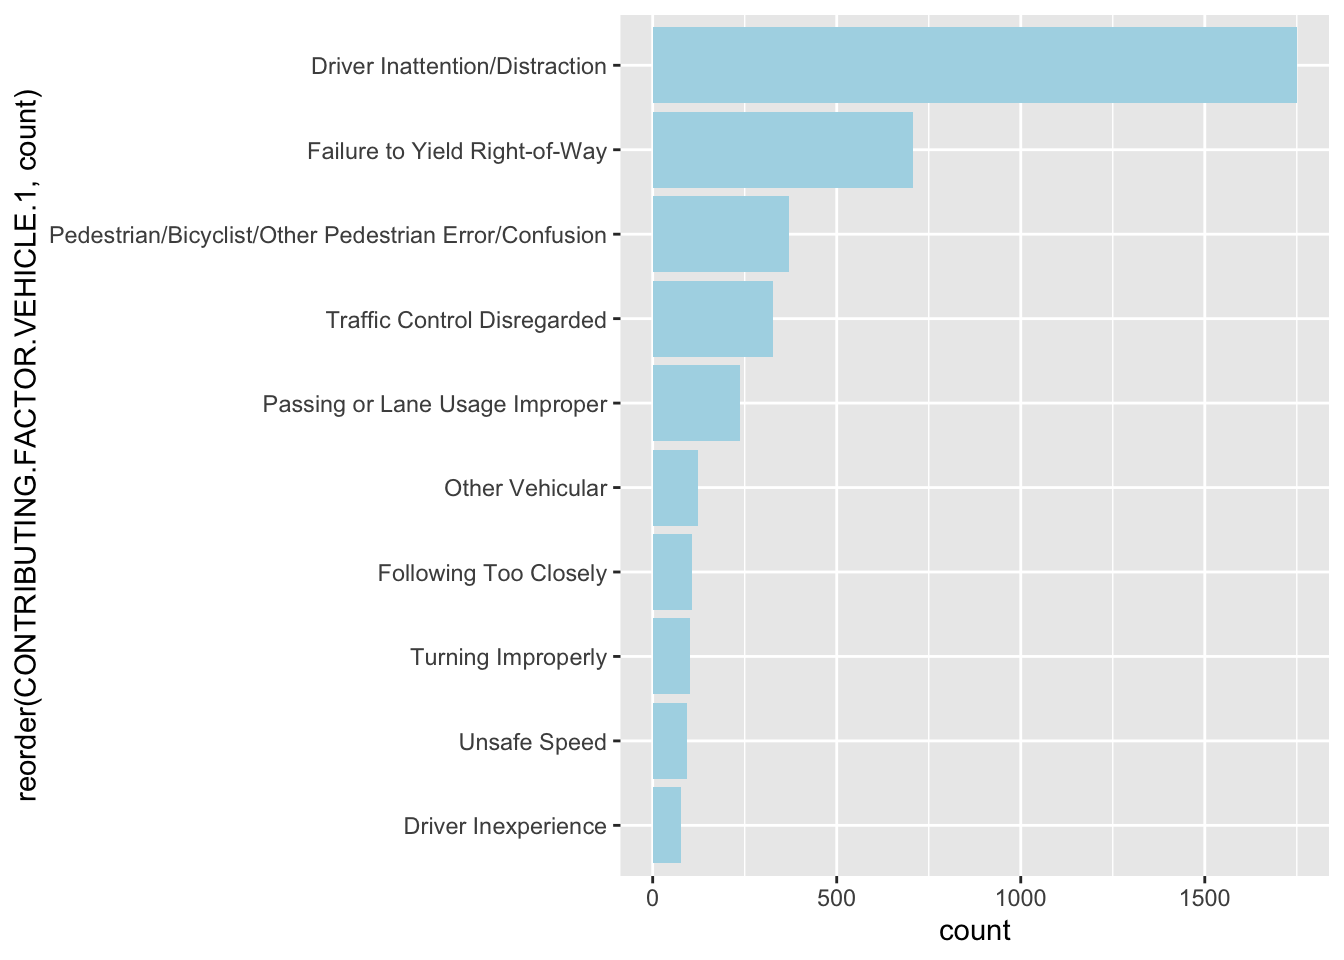 reorder(CONTRIBUTING.FACTOR.VEHICLE.1, count)
Driver Inattention/Distraction
Failure to Yield Right-of-Way
Pedestrian/Bicyclist/Other Pedestrian Error/Confusion
Traffic Control Disregarded
Passing or Lane Usage Improper
Other Vehicular
Following Too Closely
Turning Improperly
Unsafe Speed
Driver Inexperience
0 500 1000 1500
count